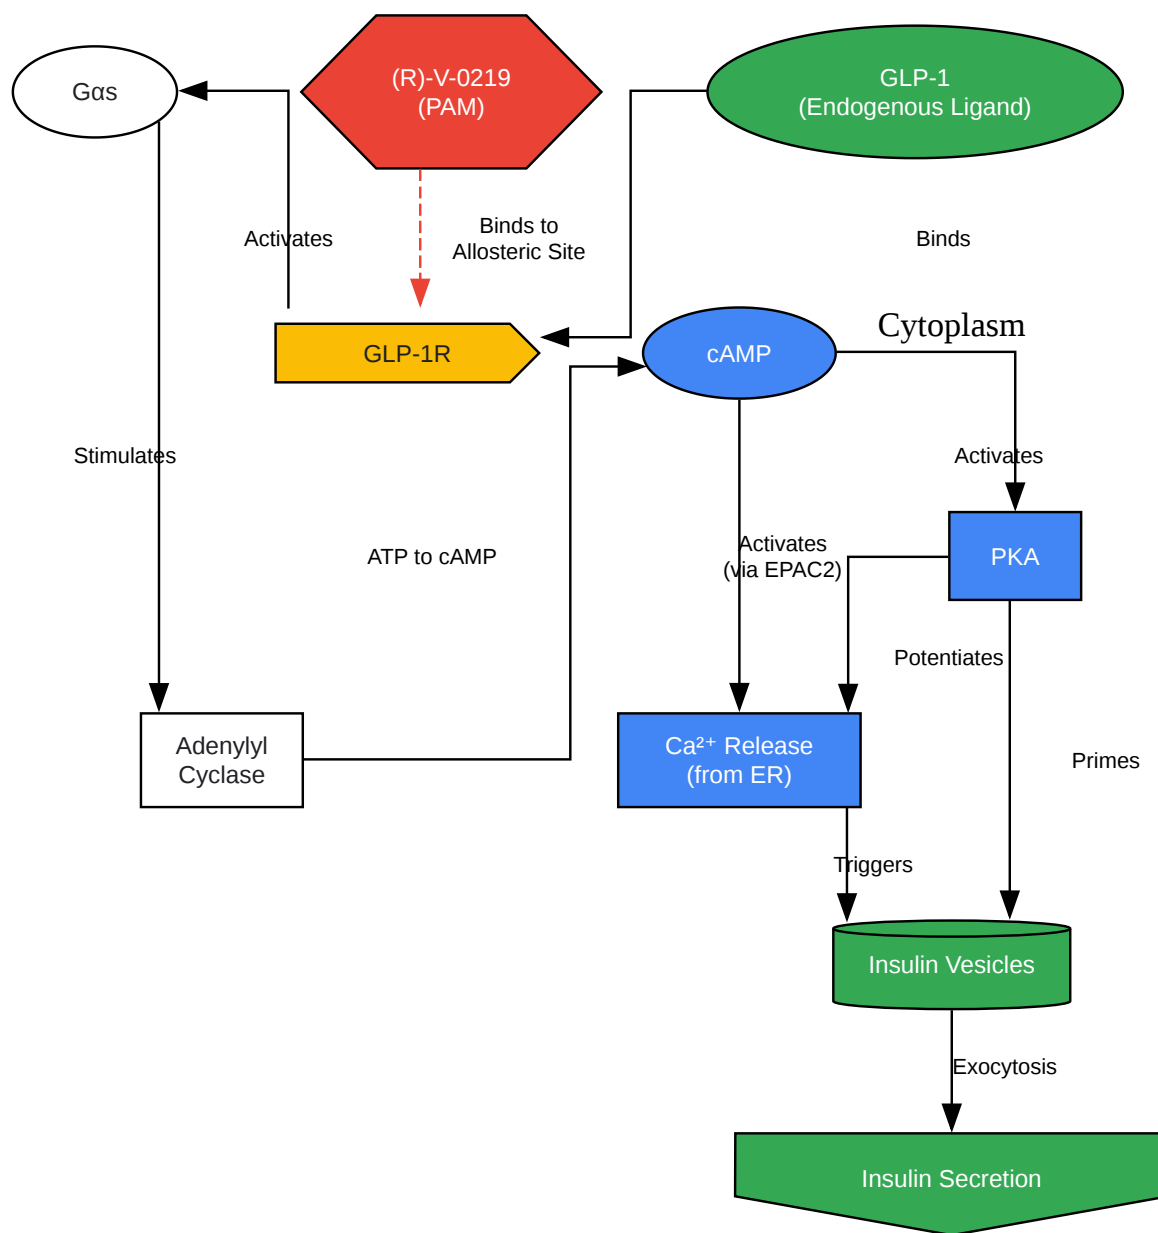 Gαs
(R)-V-0219
(PAM)
GLP-1
(Endogenous Ligand)
Activates
Binds to
Allosteric Site
Binds
Cytoplasm
GLP-1R
cAMP
Stimulates
Activates
ATP to cAMP
Activates
(via EPAC2)
PKA
Potentiates
Adenylyl
Cyclase
Ca²⁺ Release
(from ER)
Primes
Triggers
Insulin Vesicles
Exocytosis
Insulin Secretion